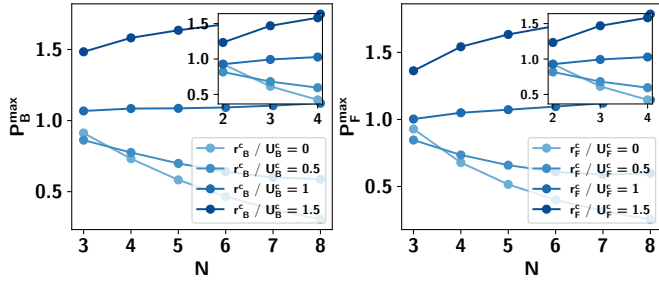 P_B^max
1.5
1.0
0.5
3 4 5 6 7 8
N
1.5
1.0
0.5
2 3 4
r_B^c / U_B^c = 0
r_B^c / U_B^c = 0.5
r_B^c / U_B^c = 1
r_B^c / U_B^c = 1.5
P_F^max
1.5
1.0
0.5
3 4 5 6 7 8
N
1.5
1.0
0.5
2 3 4
r_F^c / U_F^c = 0
r_F^c / U_F^c = 0.5
r_F^c / U_F^c = 1
r_F^c / U_F^c = 1.5